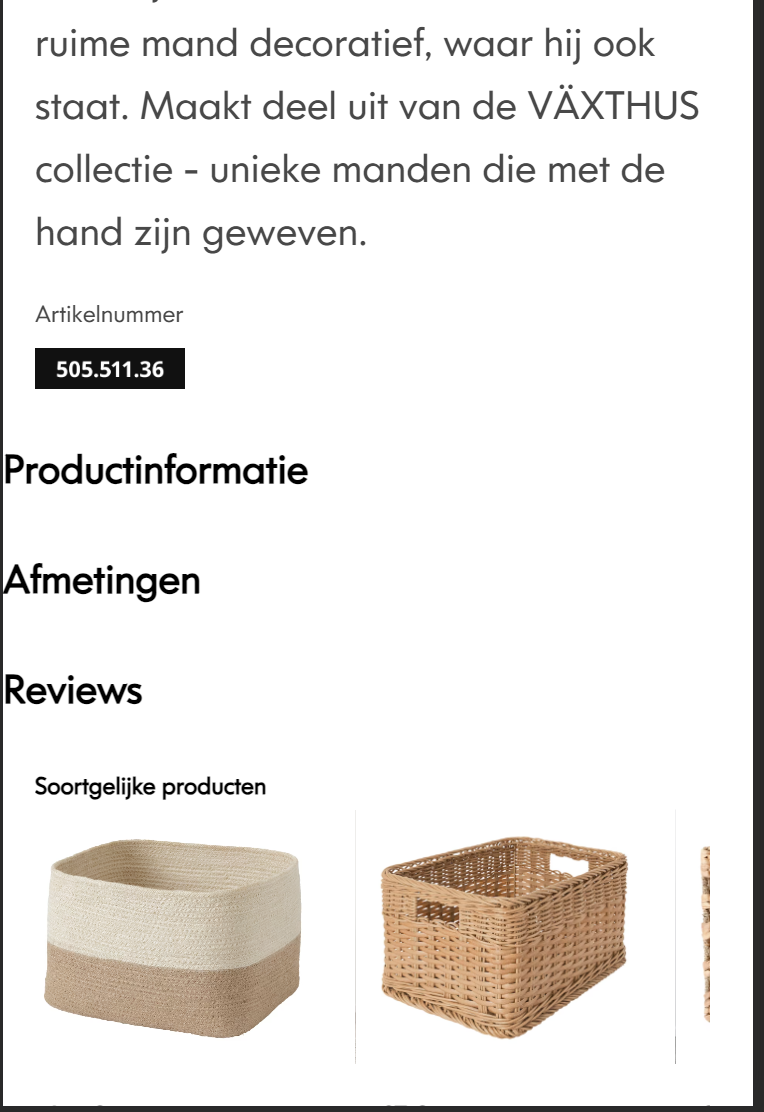 ruime mand decoratief, waar hij ook
staat. Maakt deel uit van de VÄXTHUS
collectie - unieke manden die met de
hand zijn geweven.
Artikelnummer
505.511.36
Productinformatie
Afmetingen
Reviews
Soortgelijke producten